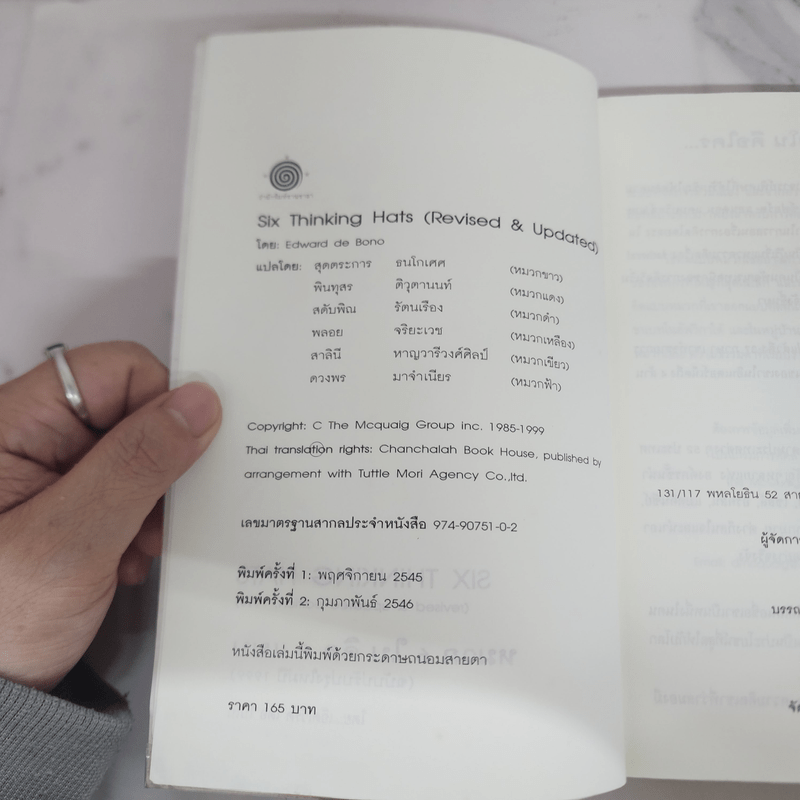 Six Thinking Hats (Revised & Updated)
โดย: Edward de Bono
แปลโดย: สุดตระการ ธนโกเศศ (หมวกขาว)
พินทุสร ติวุตานนท์ (หมวกแดง)
สดับพิณ รัตนเรือง (หมวกดำ)
พลอย จริยะเวช (หมวกเหลือง)
สาลินี หาญวารีวงศ์ศิลป์ (หมวกเขียว)
ดวงพร มาจำเนียร (หมวกฟ้า)
Copyright: C The Mcquaig Group inc. 1985-1999
Thai translation rights: Chanchalah Book House, published by
arrangement with Tuttle Mori Agency Co.,ltd.
เลขมาตรฐานสากลประจำหนังสือ 974-90751-0-2
พิมพ์ครั้งที่ 1: พฤศจิกายน 2545
พิมพ์ครั้งที่ 2: กุมภาพันธ์ 2546
หนังสือเล่มนี้พิมพ์ด้วยกระดาษถนอมสายตา
ราคา 165 บาท
131/117 พหลโยธิน 52
ผู้จัดการ